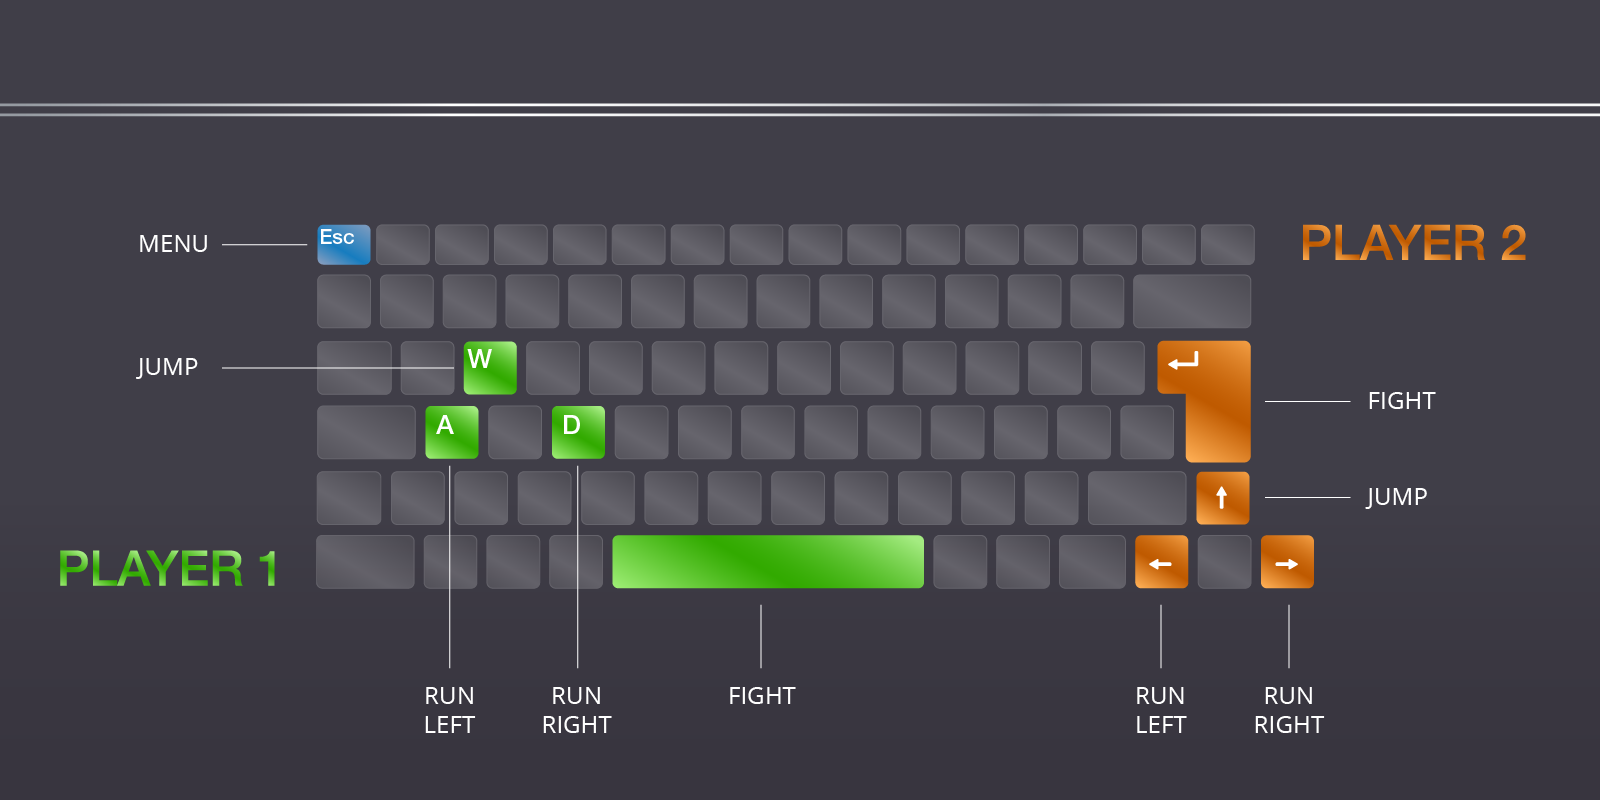 MENU
Esc
PLAYER 2
JUMP
W
FIGHT
A
D
JUMP
PLAYER 1
RUN
LEFT
RUN
RIGHT
FIGHT
RUN
LEFT
RUN
RIGHT